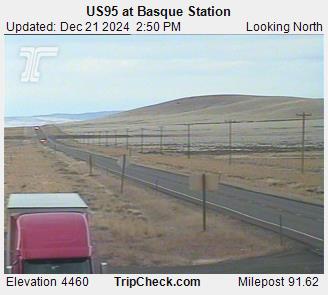 US95 at Basque Station
Updated: Dec 21 2024 2:50 PM Looking North
Elevation 4460 TripCheck.com Milepost 91.62